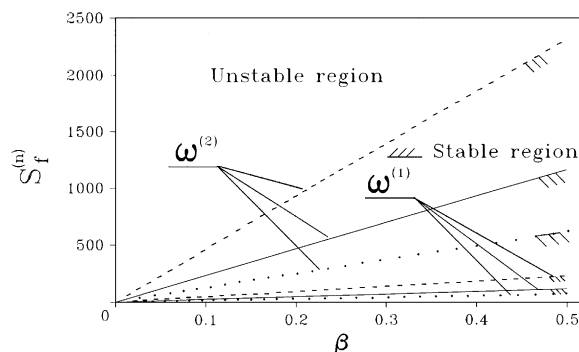 2500
2000
1500
1000
500
0
0.1
0.2
0.3
0.4
0.5
S_f^(n)
β
Unstable region
Stable region
ω^(2)
ω^(1)